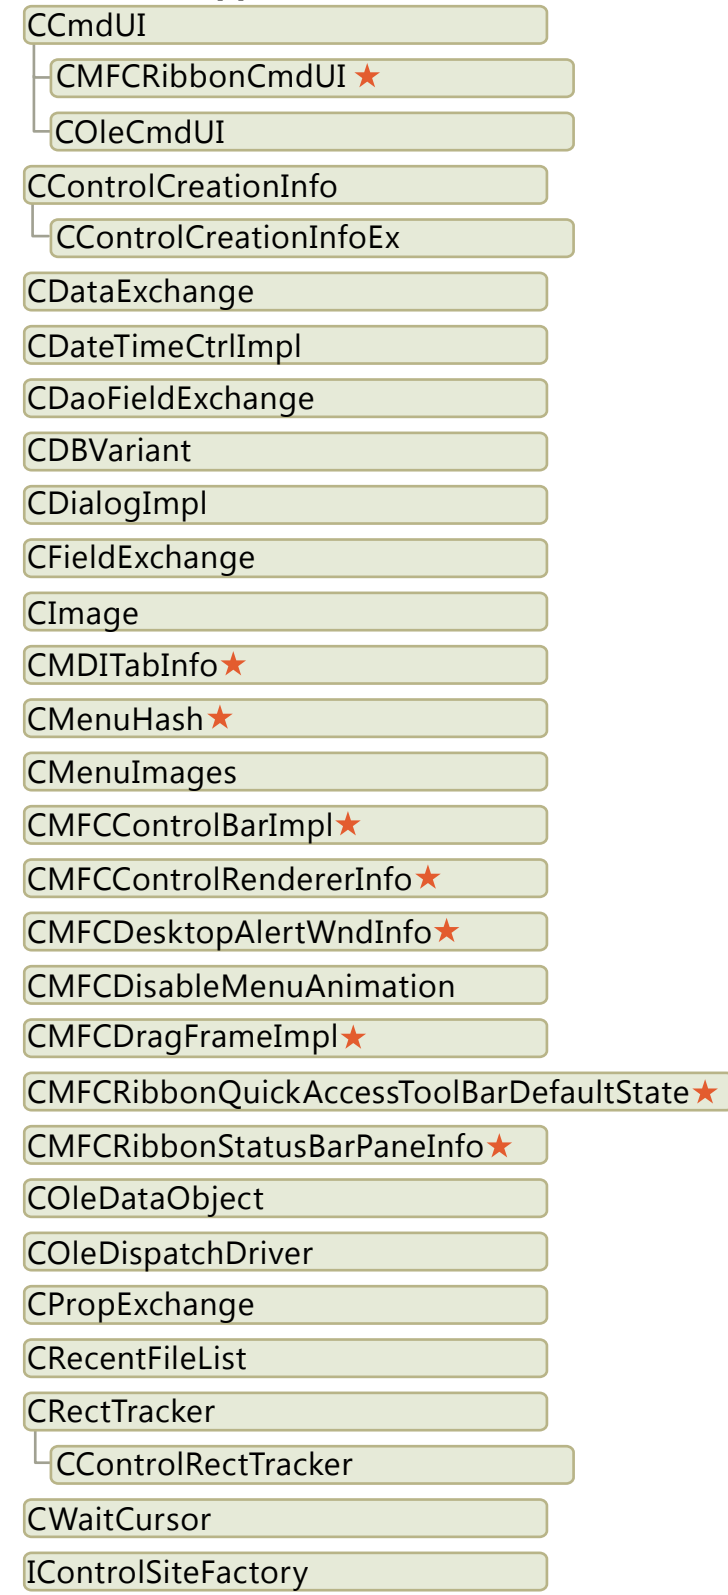 CCmdUI
CMFCRibbonCmdUI
COleCmdUI
CControlCreationInfo
CControlCreationInfoEx
CDataExchange
CDateTimeCtrlImpl
CDaoFieldExchange
CDBVariant
CDialogImpl
CFieldExchange
CImage
CMDITabInfo
CMenuHash
CMenuImages
CMFCControlBarImpl
CMFCControlRendererInfo
CMFCDesktopAlertWndInfo
CMFCDisableMenuAnimation
CMFCDragFrameImpl
CMFCRibbonQuickAccessToolBarDefaultState
CMFCRibbonStatusBarPaneInfo
COleDataObject
COleDispatchDriver
CPropExchange
CRecentFileList
CRectTracker
CControlRectTracker
CWaitCursor
IControlSiteFactory